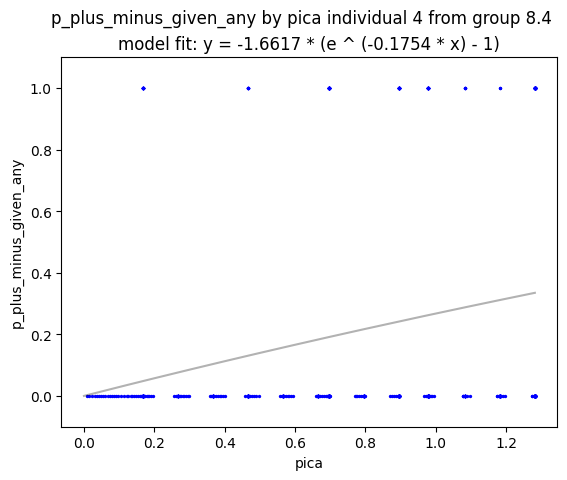 p_plus_minus_given_any by pica individual 4 from group 8.4
model fit: y = -1.6617 * (e ^ (-0.1754 * x) - 1)
1.0
0.8
0.6
0.4
0.2
0.0
p_plus_minus_given_any
0.0 0.2 0.4 0.6 0.8 1.0 1.2
pica